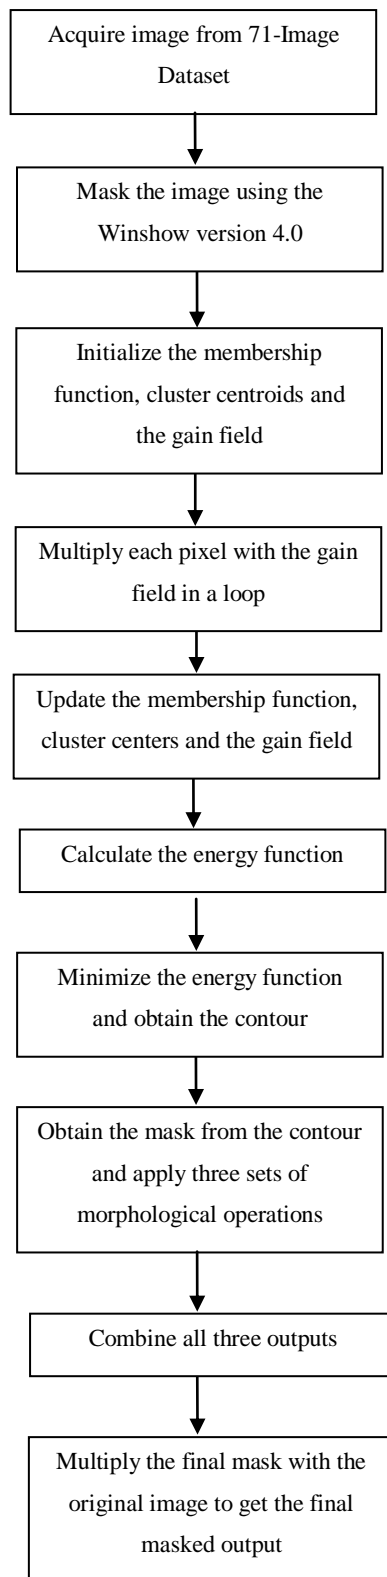 Acquire image from 71-Image
Dataset
Mask the image using the
Winshow version 4.0
Initialize the membership
function, cluster centroids and
the gain field
Multiply each pixel with the gain
field in a loop
Update the membership function,
cluster centers and the gain field
Calculate the energy function
Minimize the energy function
and obtain the contour
Obtain the mask from the contour
and apply three sets of
morphological operations
Combine all three outputs
Multiply the final mask with the
original image to get the final
masked output